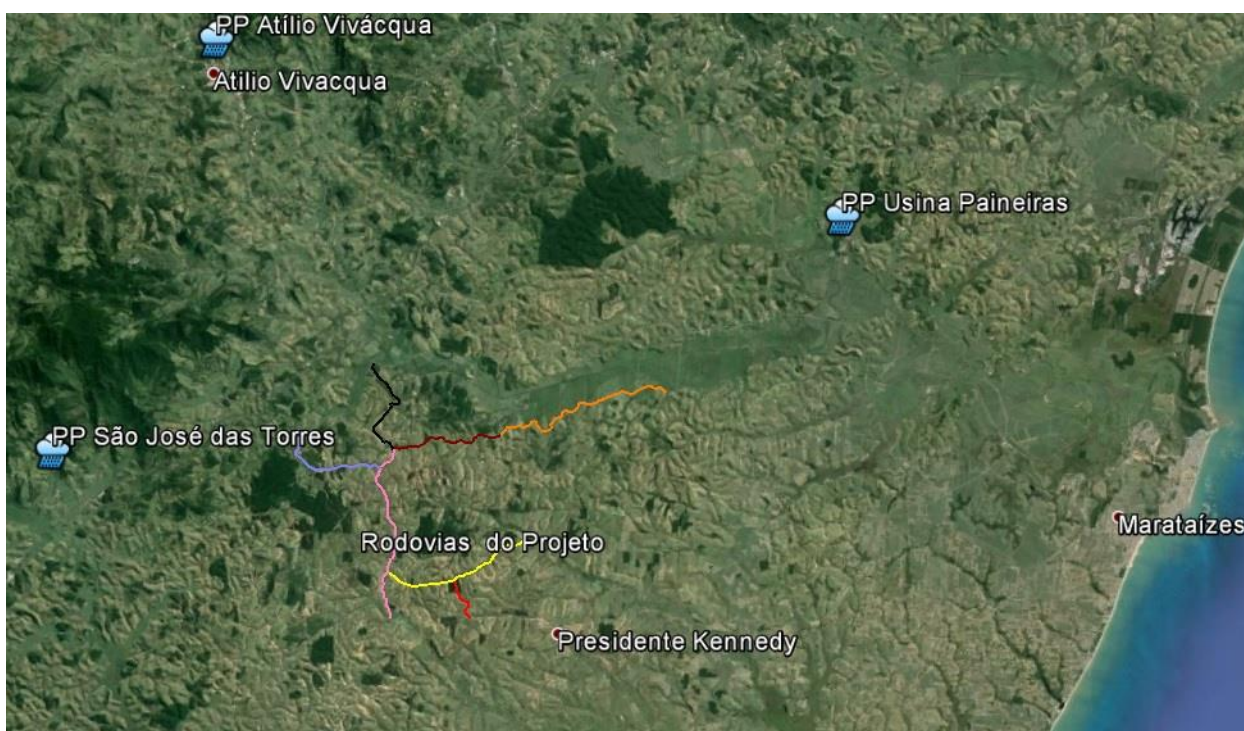 PP Atílio Vivácqua
Atilio Vivacqua
PP Usina Paineiras
PP São José das Torres
Marataízes
Rodovias do Projeto
Presidente Kennedy